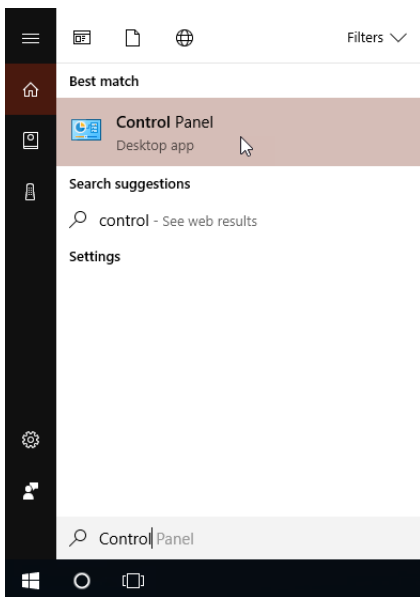 Filters
Best match
Control Panel
Desktop app
Search suggestions
control - See web results
Settings
Control Panel